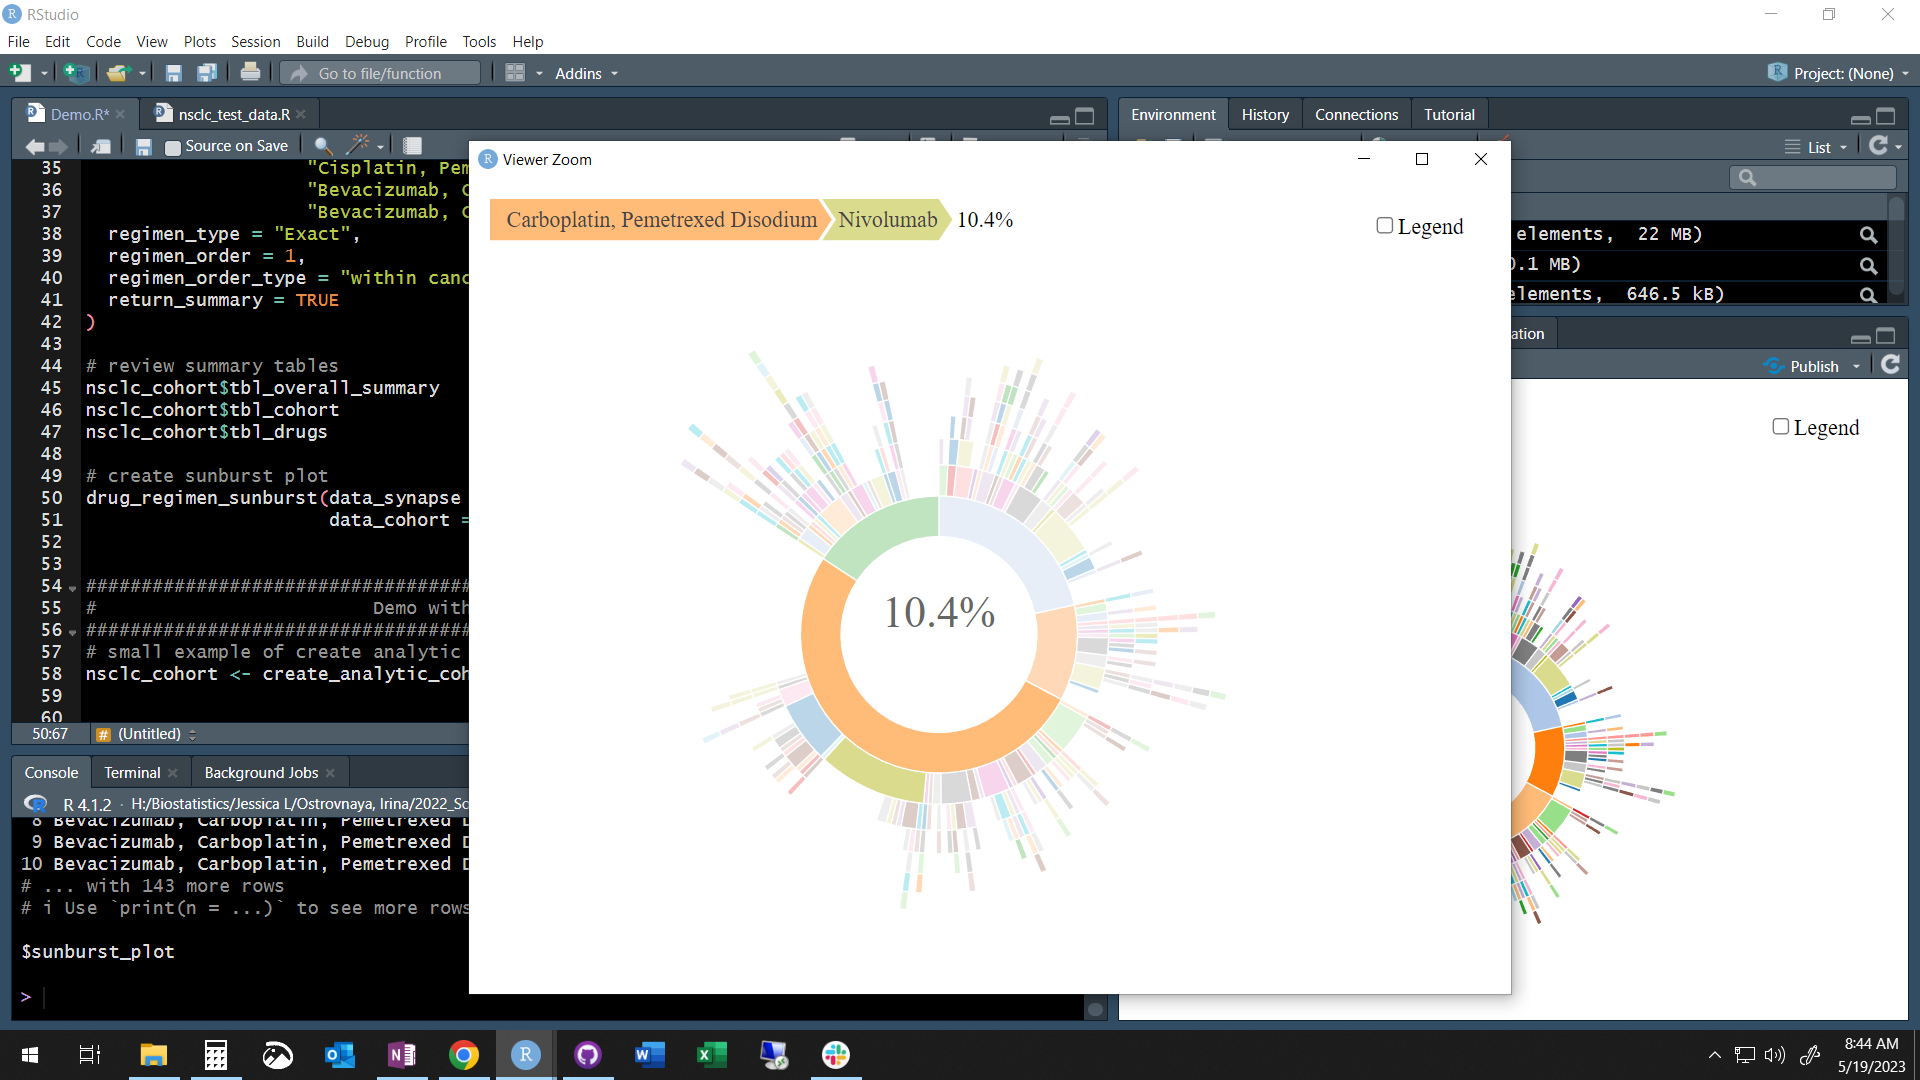 RStudio
File Edit Code View Plots Session Build Debug Profile Tools Help
Go to file/function
Addins
Project: (None)
Demo.R*
nsclc_test_data.R
Source on Save
35 "Cisplatin, Pem
36 "Bevacizumab, C
37 "Bevacizumab, C
38 regimen_type = "Exact",
39 regimen_order = 1,
40 regimen_order_type = "within canc
41 return_summary = TRUE
42 )
43
44 # review summary tables
45 nsclc_cohort$tbl_overall_summary
46 nsclc_cohort$tbl_cohort
47 nsclc_cohort$tbl_drugs
48
49 # create sunburst plot
50 drug_regimen_sunburst(data_synapse
51 data_cohort =
52
53
54 ###################################
55 # Demo with
56 ###################################
57 # small example of create analytic
58 nsclc_cohort <- create_analytic_coh
59
60
50:67 # (Untitled)
Console Terminal Background Jobs
R 4.1.2 · H:/Biostatistics/Jessica L/Ostrovnaya, Irina/2022_Sc
8 Bevacizumab, Carboplatin, Pemetrexed D
9 Bevacizumab, Carboplatin, Pemetrexed D
10 Bevacizumab, Carboplatin, Pemetrexed D
# ... with 143 more rows
# i Use `print(n = ...)` to see more rows
$sunburst_plot
>
Viewer Zoom
Carboplatin, Pemetrexed Disodium Nivolumab 10.4%
Legend
10.4%
Environment History Connections Tutorial
List
elements, 22 MB)
0.1 MB)
elements, 646.5 kB)
ation
Publish
Legend
8:44 AM
5/19/2023